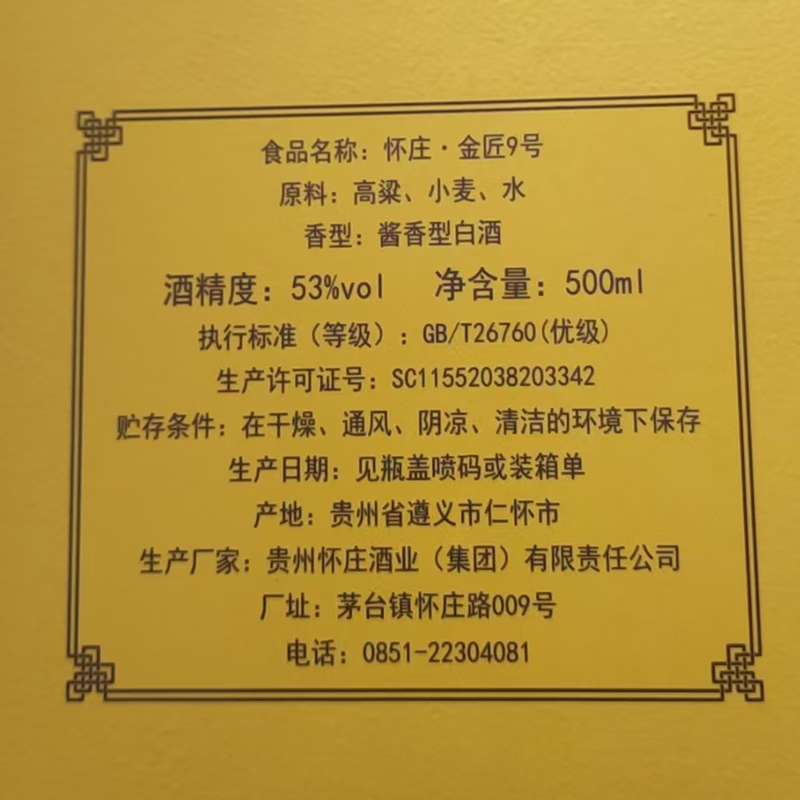 食品名称：怀庄·金匠9号
原料：高粱、小麦、水
香型：酱香型白酒
酒精度：53%vol 净含量：500ml
执行标准（等级）：GB/T26760(优级)
生产许可证号：SC11552038203342
贮存条件：在干燥、通风、阴凉、清洁的环境下保存
生产日期：见瓶盖喷码或装箱单
产地：贵州省遵义市仁怀市
生产厂家：贵州怀庄酒业（集团）有限责任公司
厂址：茅台镇怀庄路009号
电话：0851-22304081